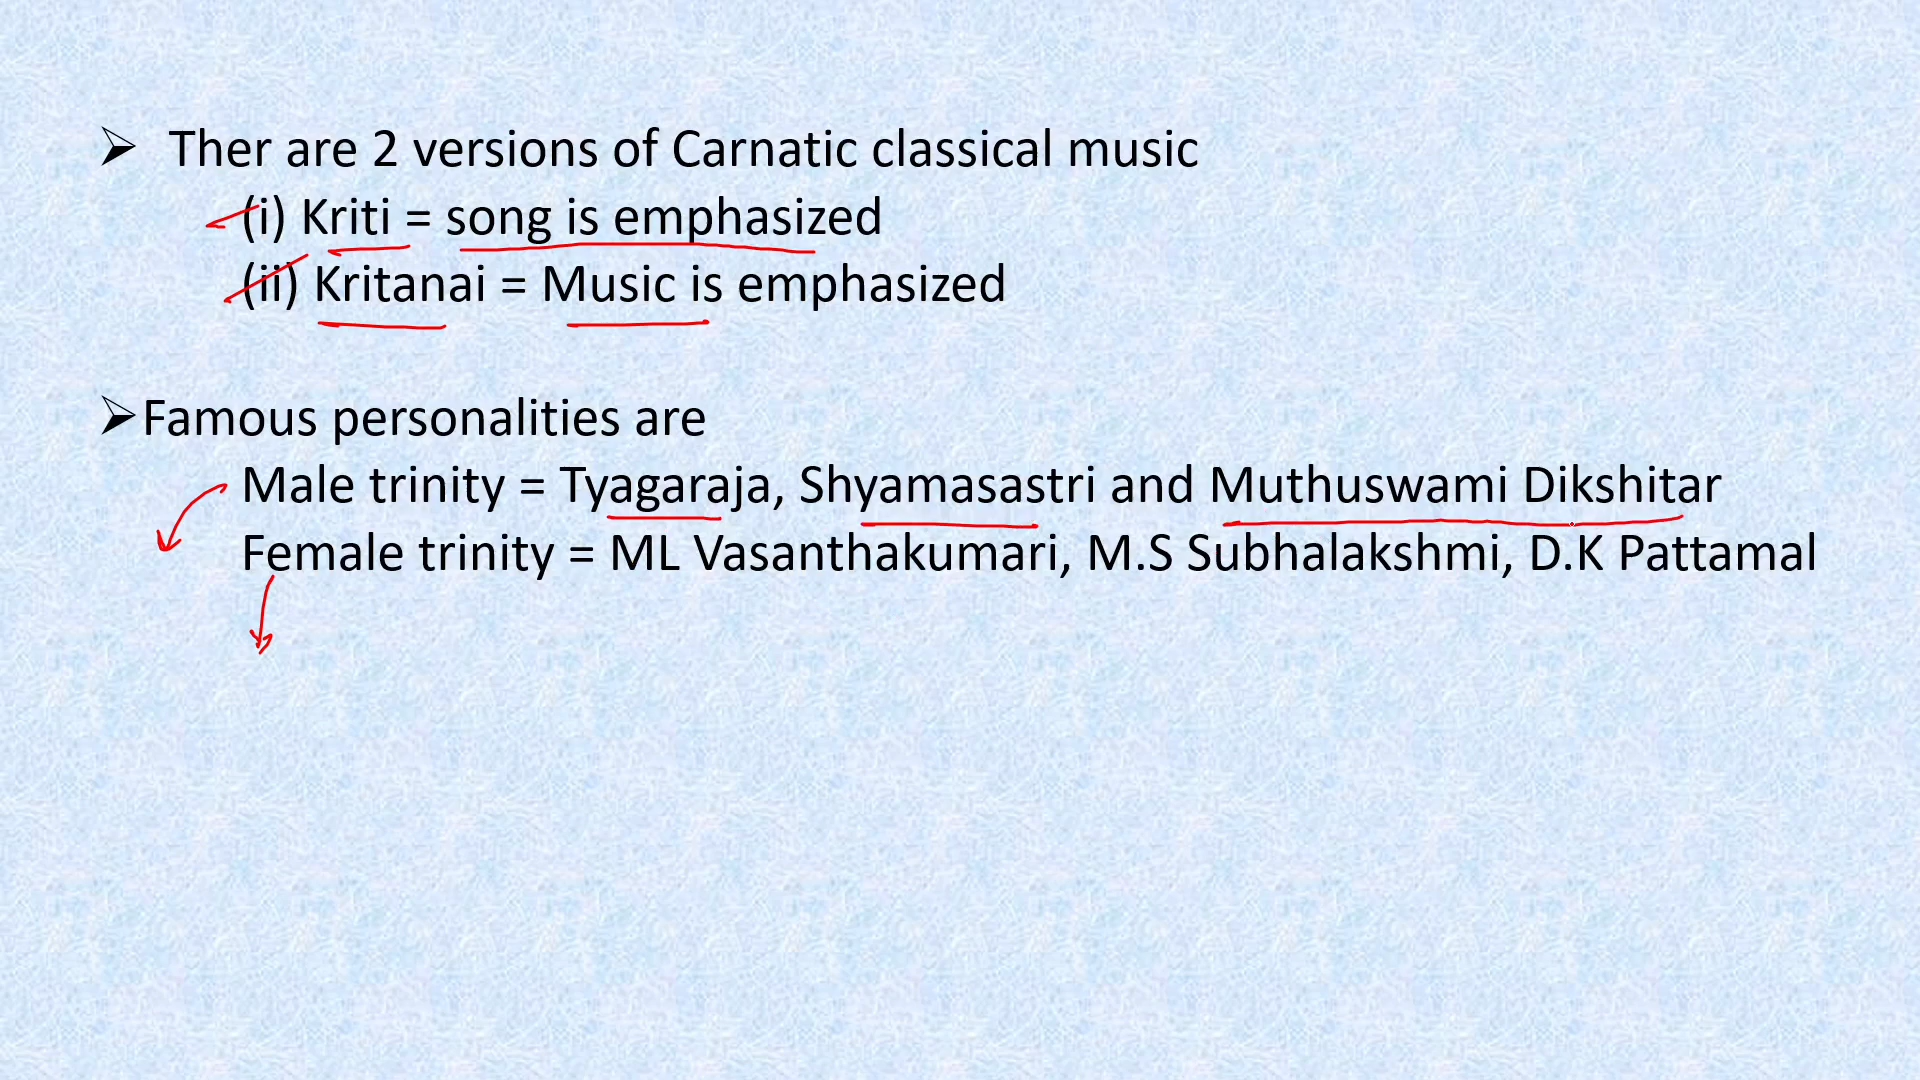 Ther are 2 versions of Carnatic classical music
(i) Kriti = song is emphasized
(ii) Kritanai = Music is emphasized
Famous personalities are
Male trinity = Tyagaraja, Shyamasastri and Muthuswami Dikshitar
Female trinity = ML Vasanthakumari, M.S Subhalakshmi, D.K Pattamal